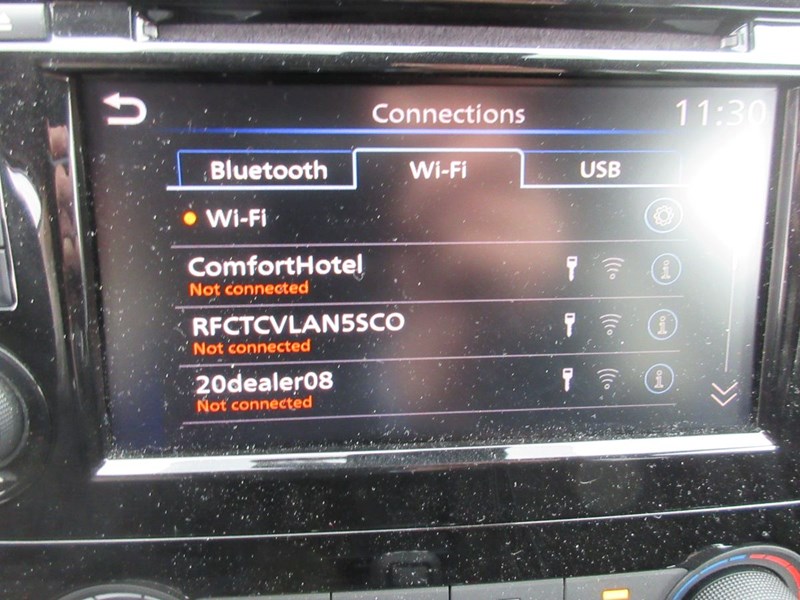 Connections 11:30
Bluetooth Wi-Fi USB
Wi-Fi
ComfortHotel
Not connected
RFCTCVLAN5SCO
Not connected
20dealer08
Not connected